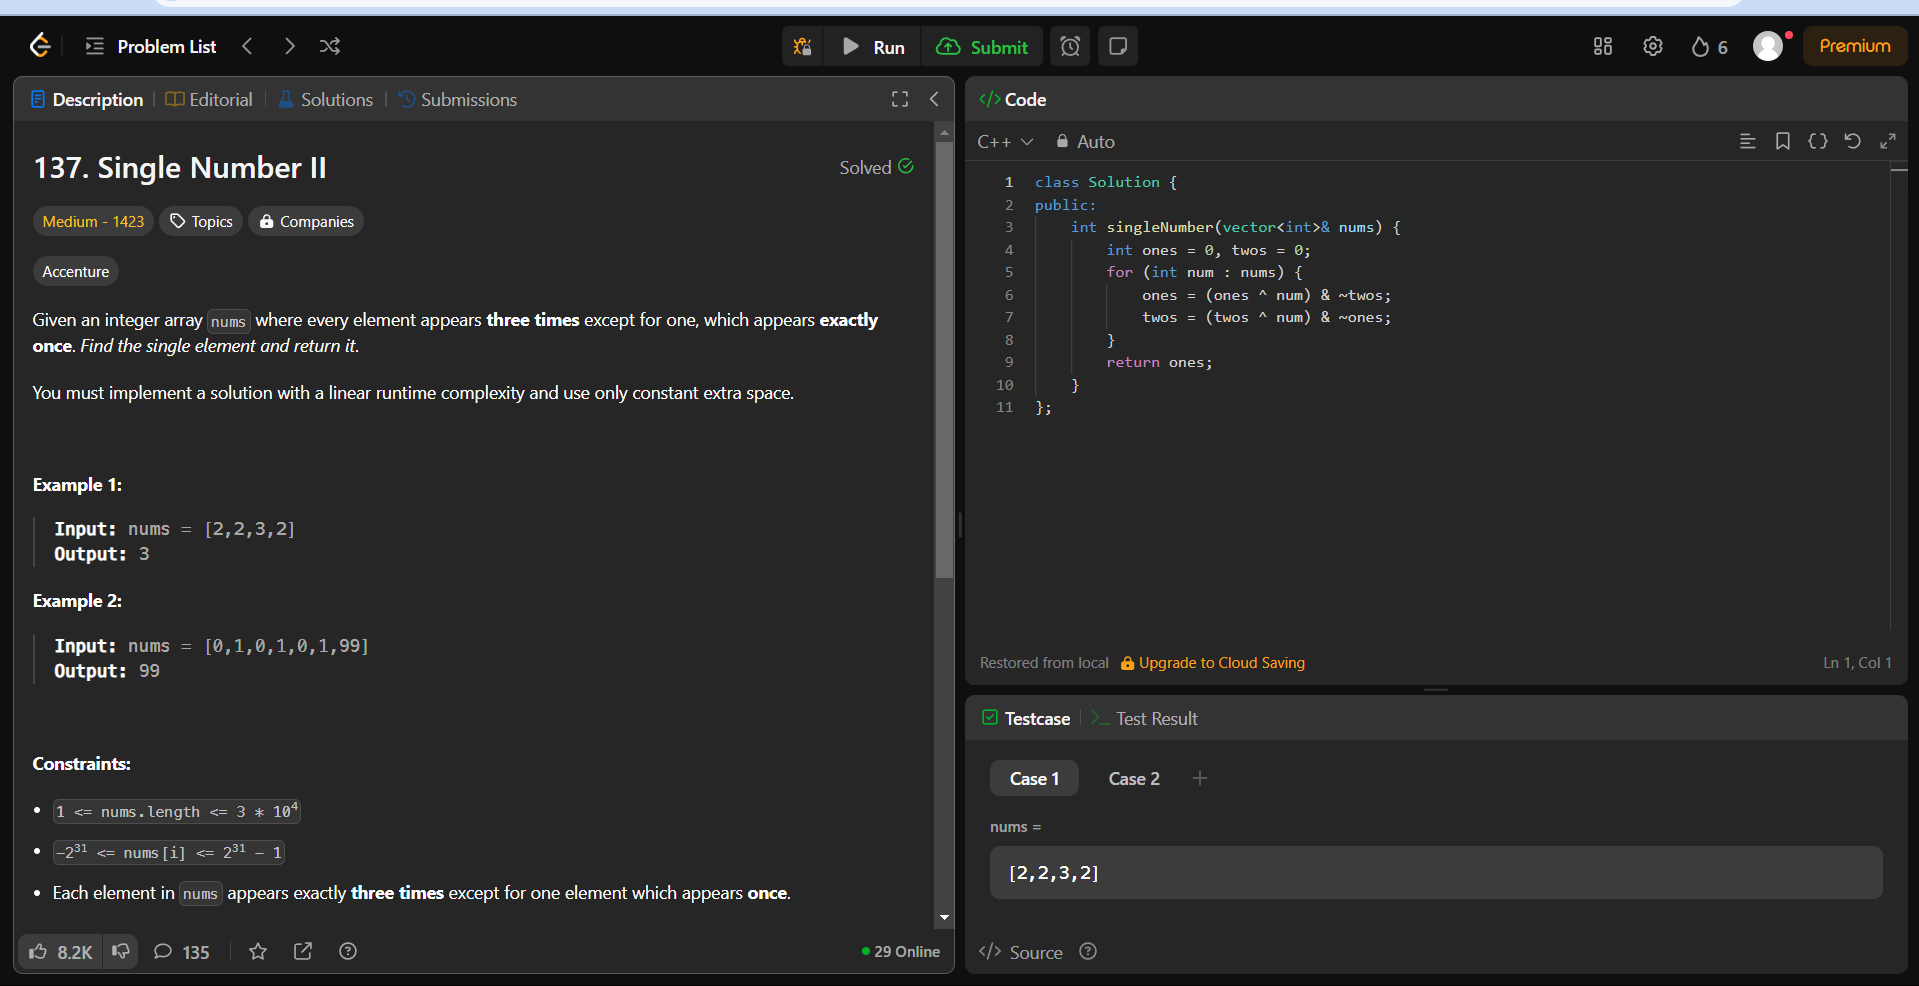 Problem List
Run
Submit
6
Premium
Description
Editorial
Solutions
Submissions
137. Single Number II
Solved
Medium - 1423
Topics
Companies
Accenture
Given an integer array nums where every element appears three times except for one, which appears exactly
once. Find the single element and return it.
You must implement a solution with a linear runtime complexity and use only constant extra space.
Example 1:
Input: nums = [2,2,3,2]
Output: 3
Example 2:
Input: nums = [0,1,0,1,0,1,99]
Output: 99
Constraints:
• 1 <= nums.length <= 3 * 10⁴
• -2³¹ <= nums[i] <= 2³¹ - 1
• Each element in nums appears exactly three times except for one element which appears once.
8.2K
135
29 Online
</> Code
C++
Auto
1 class Solution {
2 public:
3     int singleNumber(vector<int>& nums) {
4         int ones = 0, twos = 0;
5         for (int num : nums) {
6             ones = (ones ^ num) & ~twos;
7             twos = (twos ^ num) & ~ones;
8         }
9         return ones;
10     }
11 };
Restored from local
Upgrade to Cloud Saving
Ln 1, Col 1
Testcase
Test Result
Case 1
Case 2
+
nums =
[2,2,3,2]
</> Source